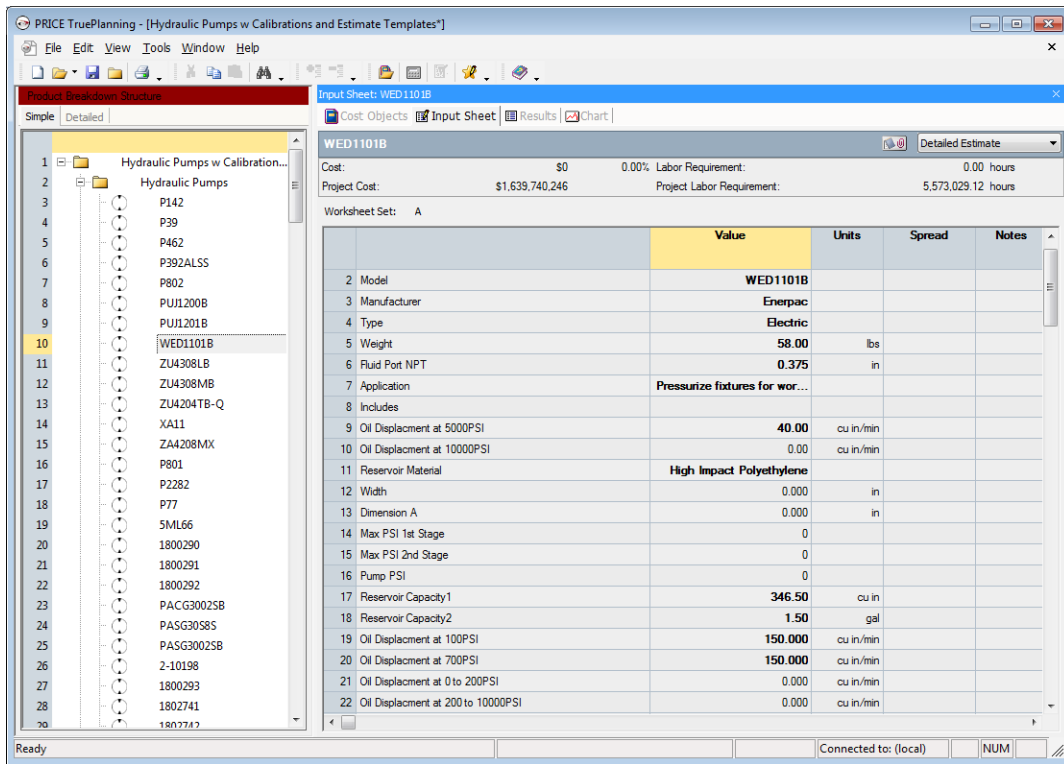 PRICE TruePlanning - [Hydraulic Pumps w Calibrations and Estimate Templates*]
File Edit View Tools Window Help
Product Breakdown Structure
Simple Detailed
1 Hydraulic Pumps w Calibration...
2 Hydraulic Pumps
3 P142
4 P39
5 P462
6 P392ALSS
7 P802
8 PUJ1200B
9 PUJ1201B
10 WED1101B
11 ZU4308LB
12 ZU4308MB
13 ZU4204TB-Q
14 XA11
15 ZA4208MX
16 P801
17 P2282
18 P77
19 5ML66
20 1800290
21 1800291
22 1800292
23 PACG3002SB
24 PASG30S8S
25 PASG3002SB
26 2-10198
27 1800293
28 1802741
29 1802742
Input Sheet: WED1101B
Cost Objects Input Sheet Results Chart
WED1101B Detailed Estimate
Cost: $0 0.00% Labor Requirement: 0.00 hours
Project Cost: $1,639,740,246 Project Labor Requirement: 5,573,029.12 hours
Worksheet Set: A
Value Units Spread Notes
2 Model WED1101B
3 Manufacturer Enerpac
4 Type Electric
5 Weight 58.00 lbs
6 Fluid Port NPT 0.375 in
7 Application Pressurize fixtures for wor...
8 Includes
9 Oil Displacment at 5000PSI 40.00 cu in/min
10 Oil Displacment at 10000PSI 0.00 cu in/min
11 Reservoir Material High Impact Polyethylene
12 Width 0.000 in
13 Dimension A 0.000 in
14 Max PSI 1st Stage 0
15 Max PSI 2nd Stage 0
16 Pump PSI 0
17 Reservoir Capacity1 346.50 cu in
18 Reservoir Capacity2 1.50 gal
19 Oil Displacment at 100PSI 150.000 cu in/min
20 Oil Displacment at 700PSI 150.000 cu in/min
21 Oil Displacment at 0 to 200PSI 0.000 cu in/min
22 Oil Displacment at 200 to 10000PSI 0.000 cu in/min
Ready Connected to: (local) NUM